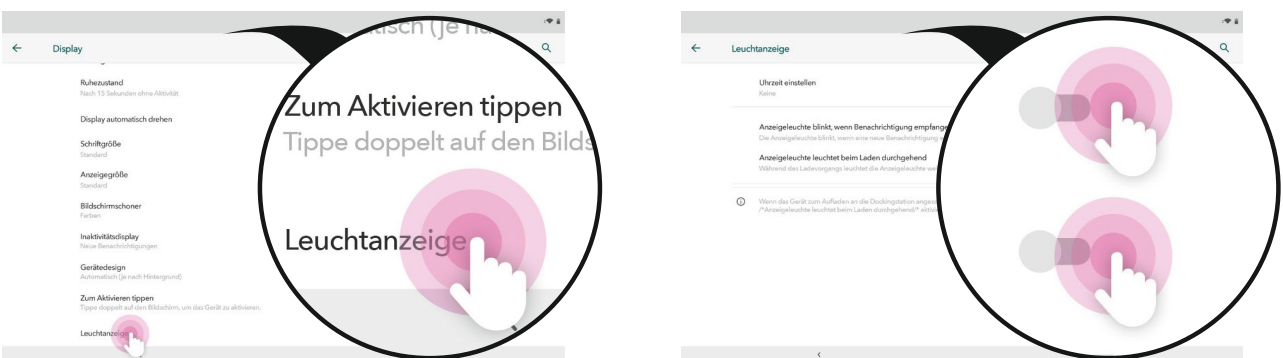 Display
Ruhezustand
Nach 15 Sekunden ohne Aktivität
Display automatisch drehen
Schriftgröße
Standard
Anzeigegröße
Standard
Bildschirmschoner
Farben
Inaktivitätsdisplay
Neue Benachrichtigungen
Gerätedesign
Automatisch (je nach Hintergrund)
Zum Aktivieren tippen
Tippe doppelt auf den Bildschirm, um das Gerät zu aktivieren.
Leuchtanzeige
Zum Aktivieren tippen
Tippe doppelt auf den Bilds
Leuchtanzeige
Leuchtanzeige
Uhrzeit einstellen
Keine
Anzeigeleuchte blinkt, wenn Benachrichtigung empfange
Die Anzeigeleuchte blinkt, wenn eine neue Benachrichtigung
Anzeigeleuchte leuchtet beim Laden durchgehend
Während des Ladevorgangs leuchtet die Anzeigeleuchte
Wenn das Gerät zum Aufladen an die Dockingstation
/*Anzeigeleuchte leuchtet beim Laden durchgehend/*